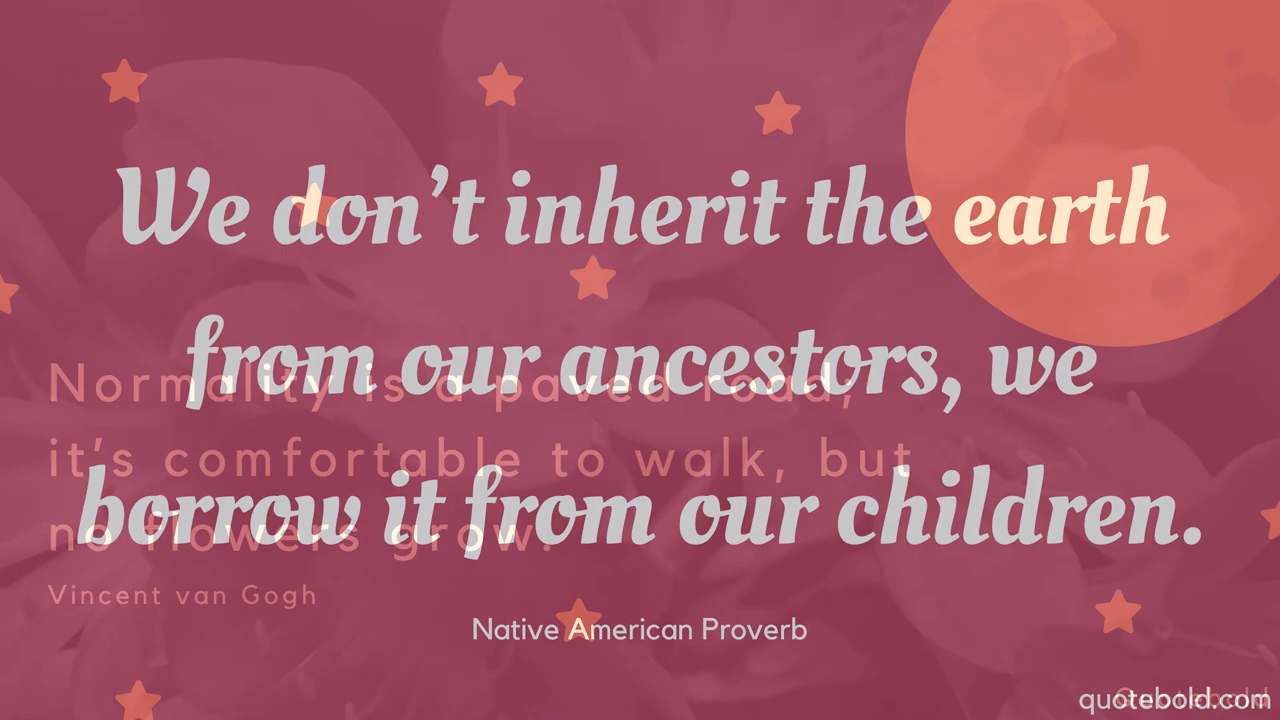 We don’t inherit the earth
from our ancestors, we
borrow it from our children.
Native American Proverb
Normality is a paved road;
it’s comfortable to walk, but
no flowers grow.
Vincent van Gogh
quotebold.com
Quotebold